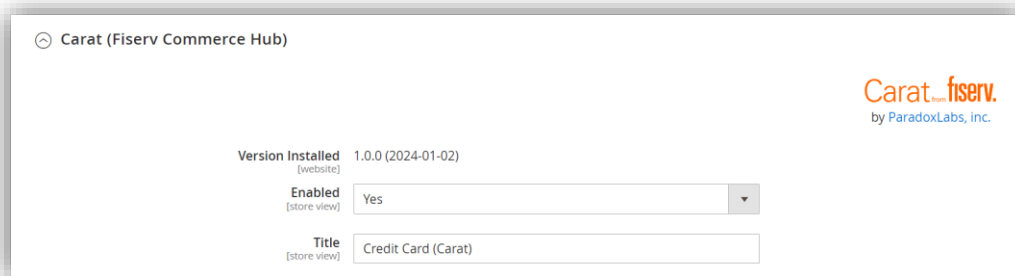 Carat (Fiserv Commerce Hub)
Carat from fiserv.
by ParadoxLabs, inc.
Version Installed 1.0.0 (2024-01-02)
[website]
Enabled Yes
[store view]
Title Credit Card (Carat)
[store view]